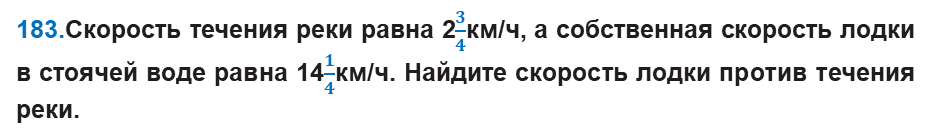 183.Скорость течения реки равна 2 3/4 км/ч, а собственная скорость лодки
в стоячей воде равна 14 1/4 км/ч. Найдите скорость лодки против течения
реки.